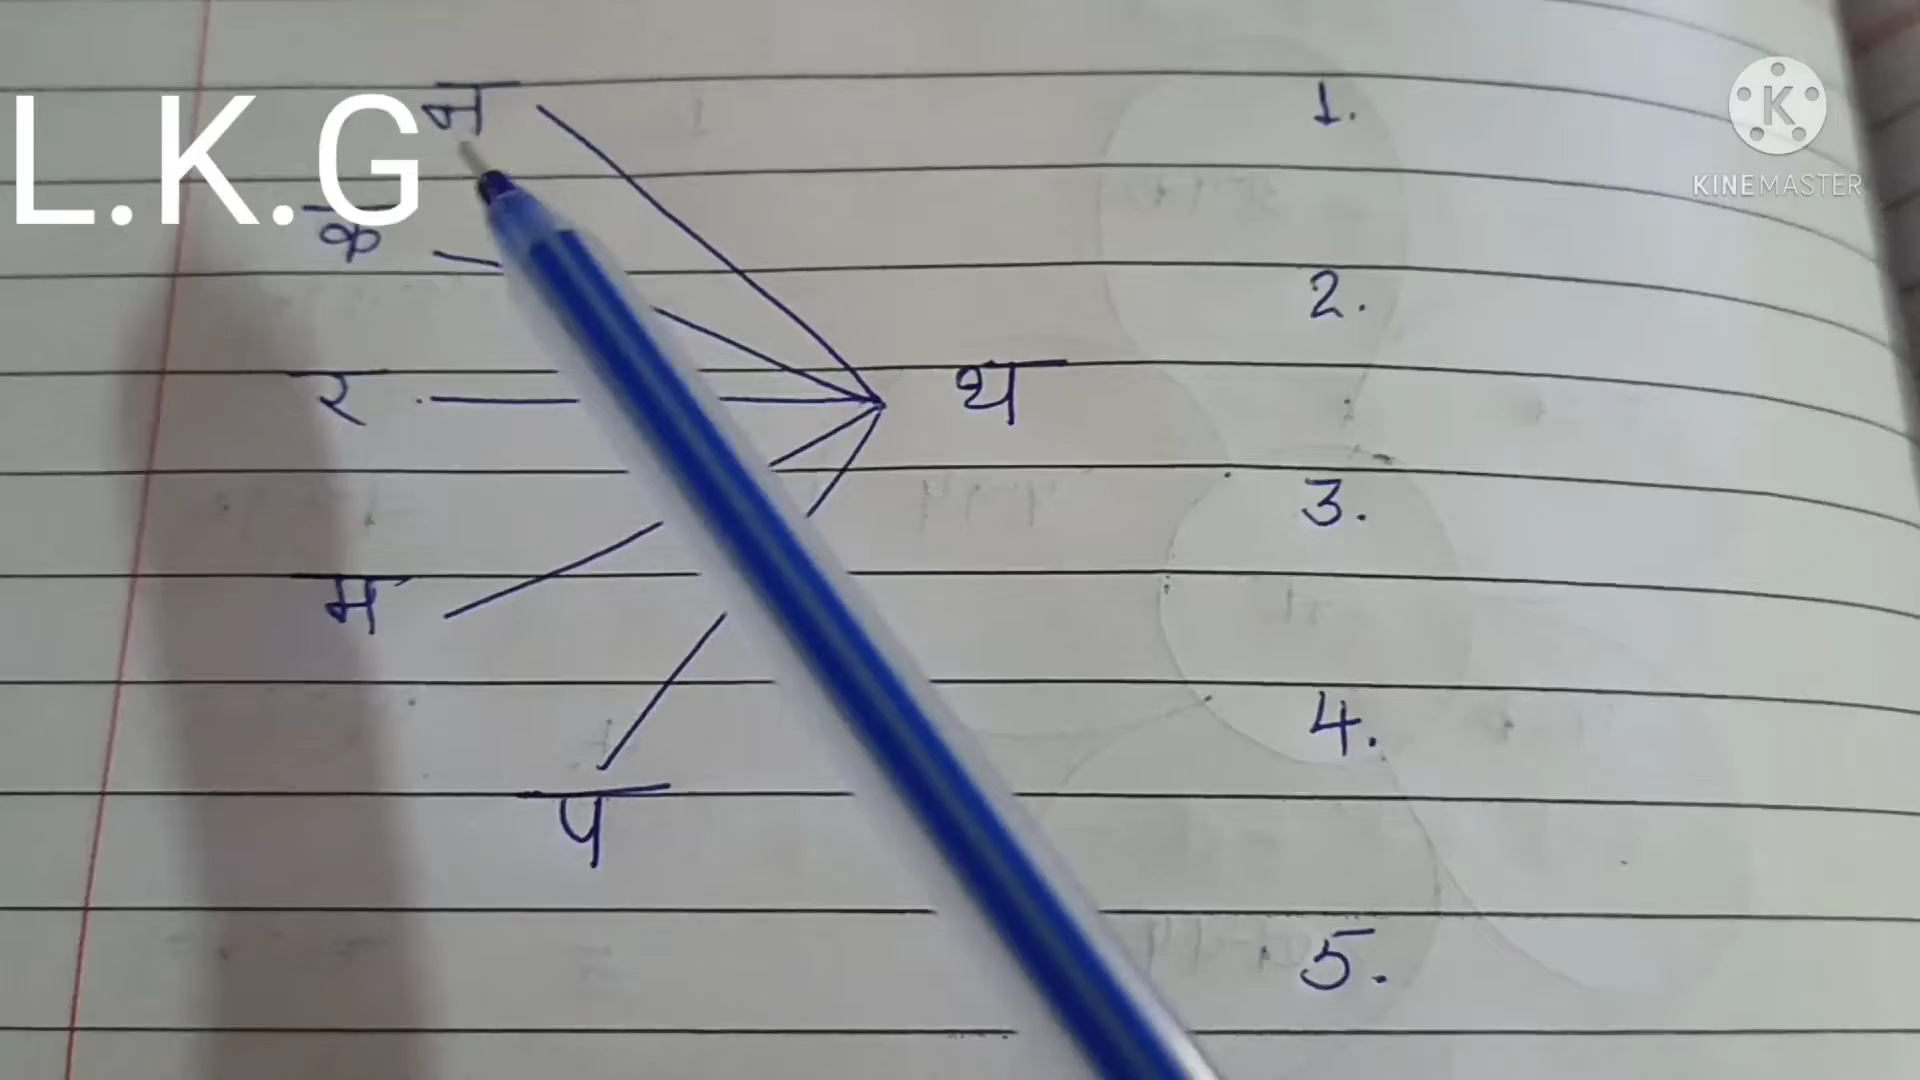 न 1.
L.K.G
KINEMASTER
क
2.
र थ
3.
म
4.
प
5.